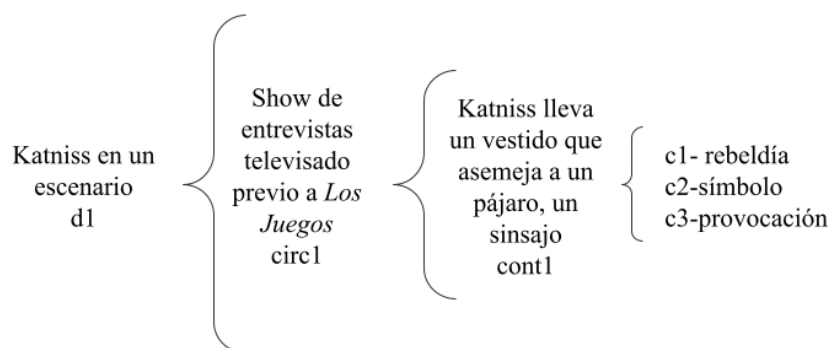 Katniss en un
escenario
d1
Show de
entrevistas
televisado
previo a Los
Juegos
circ1
Katniss lleva
un vestido que
asemeja a un
pájaro, un
sinsajo
cont1
c1- rebeldía
c2-símbolo
c3-provocación